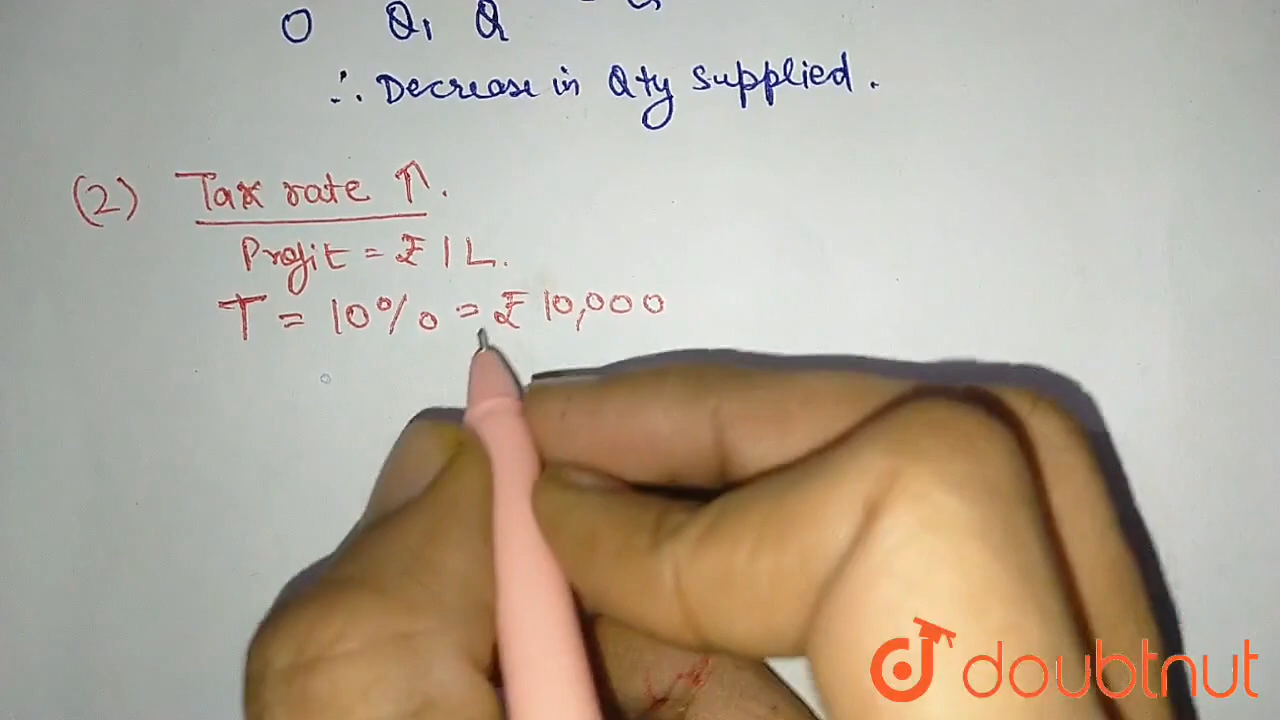 O Q₁ Q
∴ Decrease in Qty supplied.
(2) Tax rate ↑.
Profit = ₹ 1 L.
T = 10% = ₹ 10,000
doubtnut